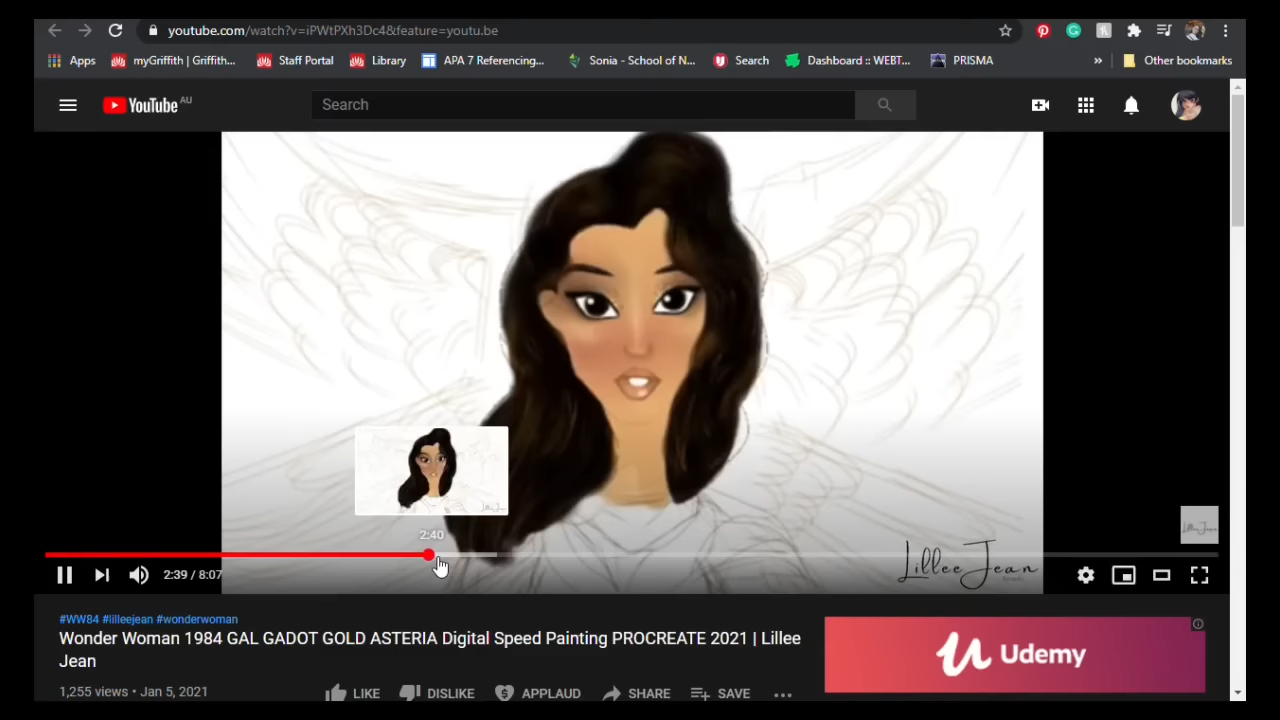 youtube.com/watch?v=iPWtPXh3Dc4&feature=youtu.be
Apps myGriffith | Griffith... Staff Portal Library APA 7 Referencing... Sonia - School of N... Search Dashboard :: WEBT... PRISMA » Other bookmarks
YouTube AU Search
2:40
Lillee Jean
2:39 / 8:07
#WW84 #lilleejean #wonderwoman
Wonder Woman 1984 GAL GADOT GOLD ASTERIA Digital Speed Painting PROCREATE 2021 | Lillee
Jean
Udemy
1,255 views • Jan 5, 2021 LIKE DISLIKE APPLAUD SHARE SAVE ...